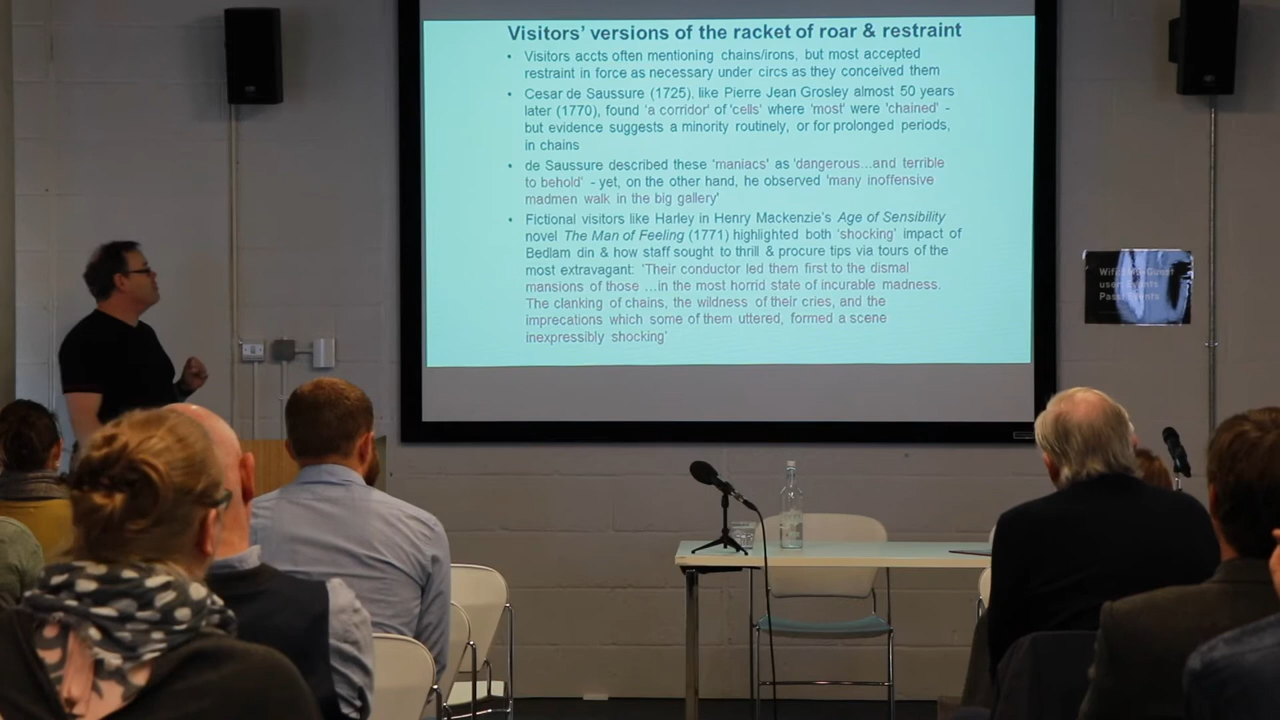 Visitors' versions of the racket of roar & restraint
• Visitors accts often mentioning chains/irons, but most accepted
restraint in force as necessary under circs as they conceived them
• Cesar de Saussure (1725), like Pierre Jean Grosley almost 50 years
later (1770), found 'a corridor' of 'cells' where 'most' were 'chained' -
but evidence suggests a minority routinely, or for prolonged periods,
in chains
• de Saussure described these 'maniacs' as 'dangerous...and terrible
to behold' - yet, on the other hand, he observed 'many inoffensive
madmen walk in the big gallery'
• Fictional visitors like Harley in Henry Mackenzie's Age of Sensibility
novel The Man of Feeling (1771) highlighted both 'shocking' impact of
Bedlam din & how staff sought to thrill & procure tips via tours of the
most extravagant: 'Their conductor led them first to the dismal
mansions of those ...in the most horrid state of incurable madness.
The clanking of chains, the wildness of their cries, and the
imprecations which some of them uttered, formed a scene
inexpressibly shocking'